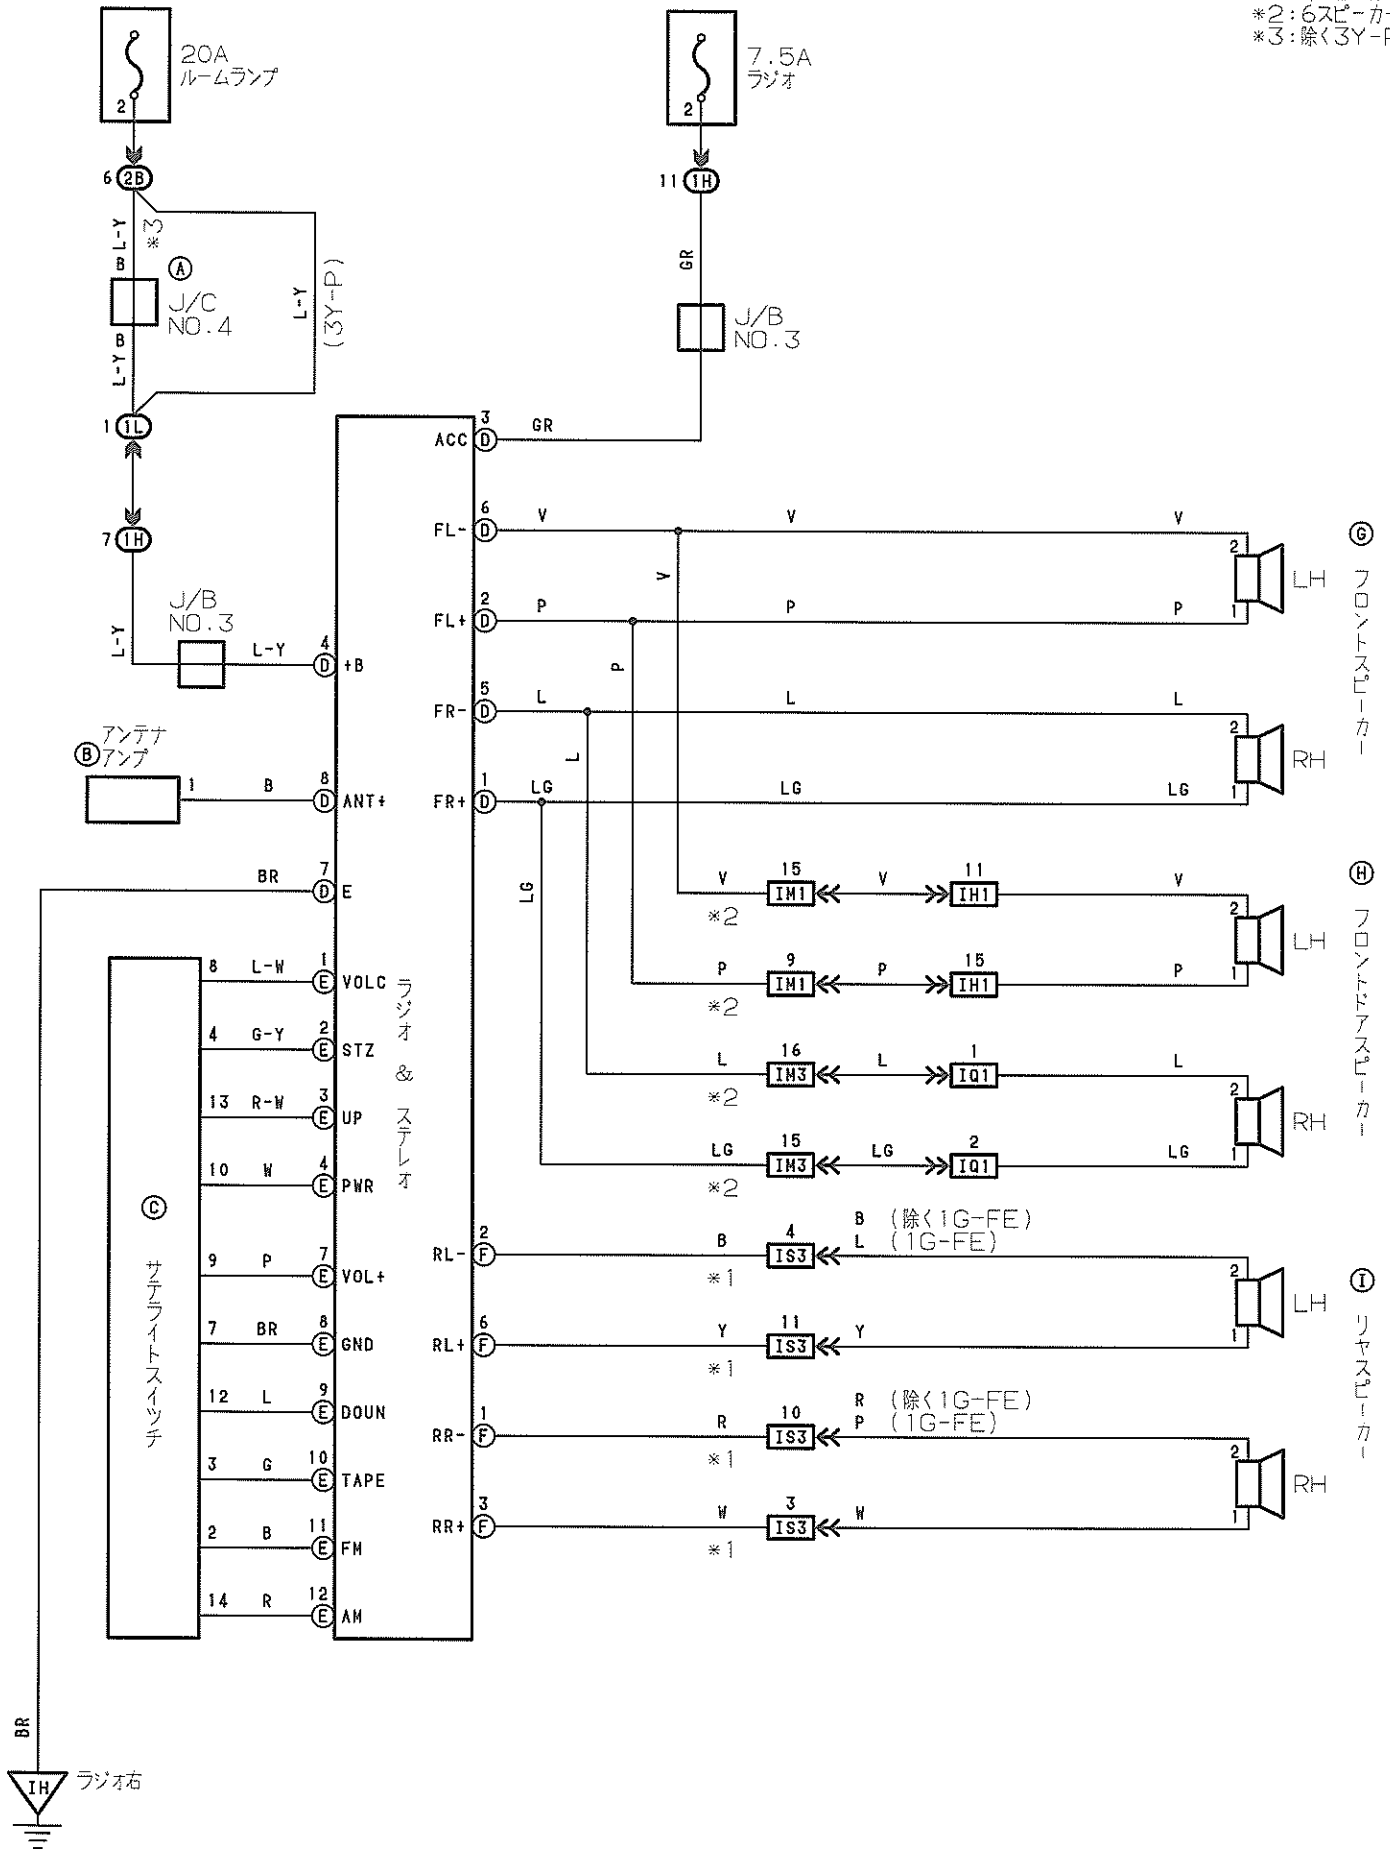 *2:6スピーカー
*3:除く3Y-P
20A
ルームランプ
2
7.5A
ラジオ
2
6 2B
11 1H
L-Y
*3
B
A
J/C
NO.4
B
L-Y
L-Y
(3Y-P)
GR
J/B
NO.3
1 1L
7 1H
L-Y
J/B
NO.3
L-Y
4
D +B
ACC 3 D GR
FL- 6 D V V V
V
2
1
LH
FL+ 2 D P P P
P
FR- 5 D L L L
L
2
1
RH
FR+ 1 D LG LG LG
LG
G
フロントスピーカー
B アンテナ
アンプ
1 B 8 D ANT+
BR 7 D E
V 15 IM1 V 11 IH1 V
*2
2
1
LH
P 9 IM1 P 15 IH1 P
*2
L 16 IM3 L 1 IQ1 L
*2
2
1
RH
LG 15 IM3 LG 2 IQ1 LG
*2
H
フロントドアスピーカー
8 L-W 1 E VOLC
4 G-Y 2 E STZ
13 R-W 3 E UP
10 W 4 E PWR
9 P 7 E VOL+
7 BR 8 E GND
12 L 9 E DOUN
3 G 10 E TAPE
2 B 11 E FM
14 R 12 E AM
C
サテライトスイッチ
ラジオ & ステレオ
RL- 2 F B 4 IS3 B (除く1G-FE)
L (1G-FE)
*1
2
1
LH
RL+ 6 F Y 11 IS3 Y
*1
RR- 1 F R 10 IS3 R (除く1G-FE)
P (1G-FE)
*1
2
1
RH
RR+ 3 F W 3 IS3 W
*1
I
リヤスピーカー
BR
IH
ラジオ右